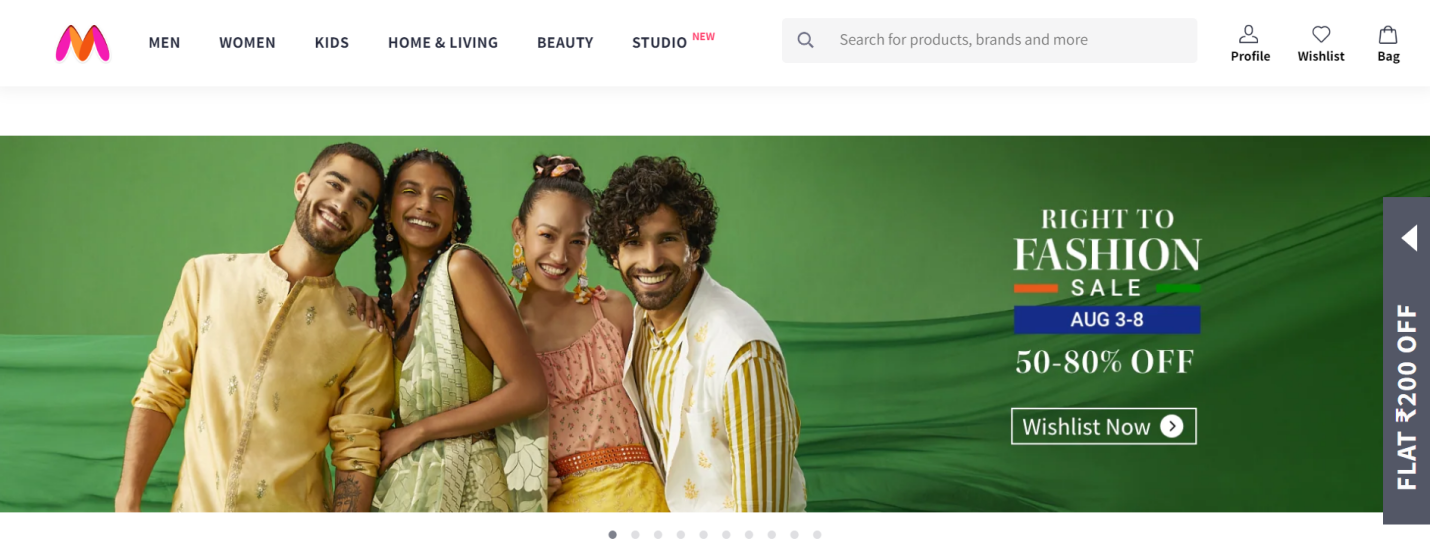 MEN WOMEN KIDS HOME & LIVING BEAUTY STUDIO NEW Search for products, brands and more
Profile Wishlist Bag
RIGHT TO
FASHION
SALE
AUG 3-8
50-80% OFF
Wishlist Now
FLAT ₹200 OFF